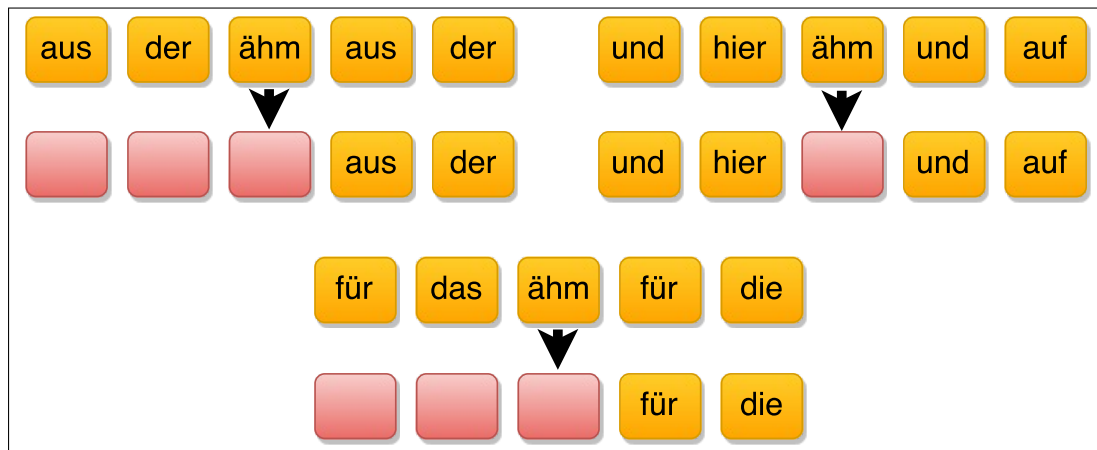 aus der ähm aus der
aus der
und hier ähm und auf
und hier und auf
für das ähm für die
für die